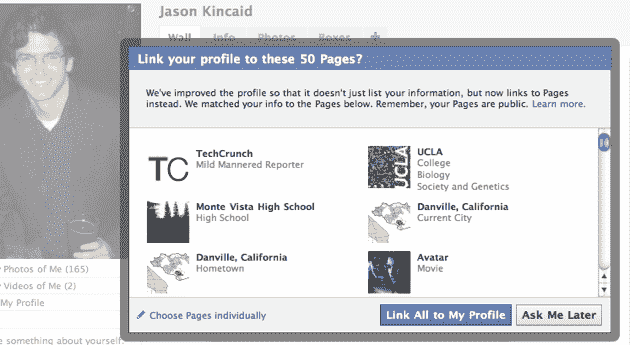 Jason Kincaid
Wall Info Photos Boxes +
Link your profile to these 50 Pages?
We've improved the profile so that it doesn't just list your information, but now links to Pages
instead. We matched your info to the Pages below. Remember, your Pages are public. Learn more.
TC
TechCrunch
Mild Mannered Reporter
UCLA
UCLA
College
Biology
Society and Genetics
Monte Vista High School
High School
Danville, California
Current City
Danville, California
Hometown
Avatar
Movie
Photos of Me (165)
Videos of Me (2)
My Profile
Choose Pages individually
Link All to My Profile
Ask Me Later
e something about yourself.